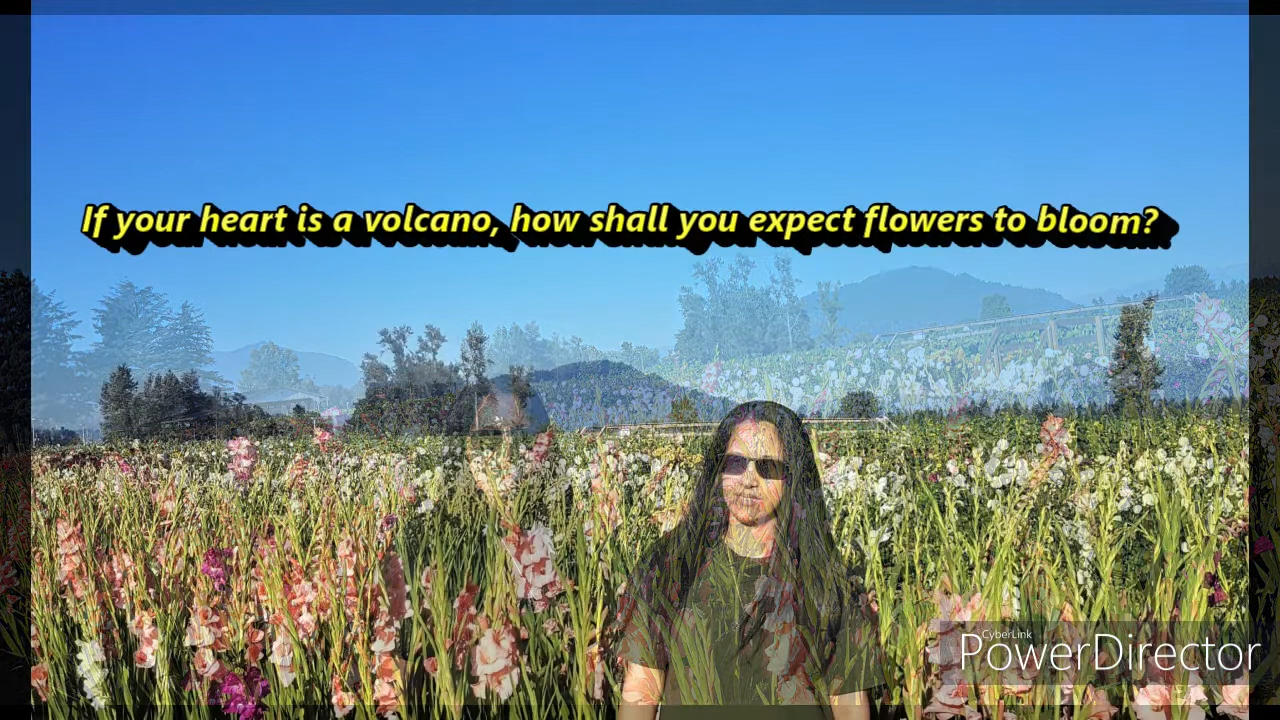 If your heart is a volcano, how shall you expect flowers to bloom?
CyberLink
PowerDirector